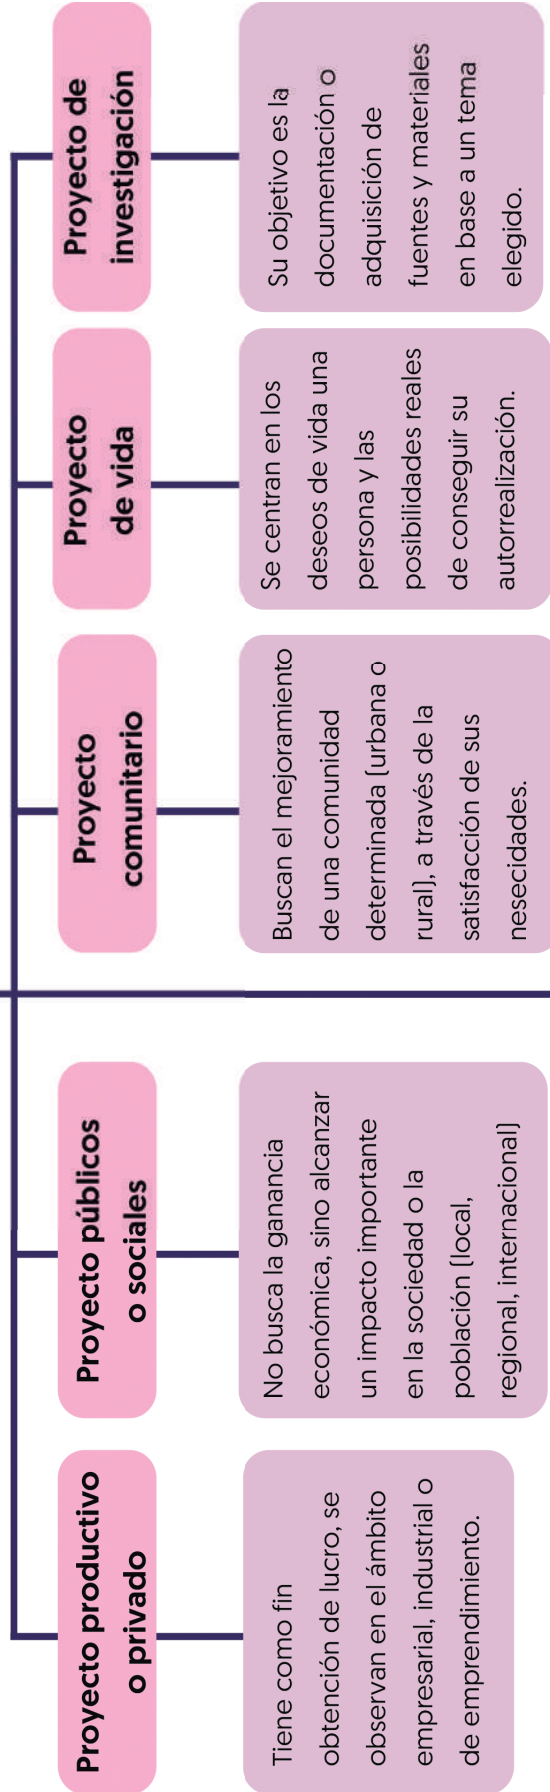 Proyecto productivo
o privado
Tiene como fin
obtención de lucro, se
observan en el ámbito
empresarial, industrial o
de emprendimiento.
Proyecto públicos
o sociales
No busca la ganancia
económica, sino alcanzar
un impacto importante
en la sociedad o la
población (local,
regional, internacional)
Proyecto
comunitario
Buscan el mejoramiento
de una comunidad
determinada (urbana o
rural), a través de la
satisfacción de sus
nesecidades.
Proyecto
de vida
Se centran en los
deseos de vida una
persona y las
posibilidades reales
de conseguir su
autorrealización.
Proyecto de
investigación
Su objetivo es la
documentación o
adquisición de
fuentes y materiales
en base a un tema
elegido.